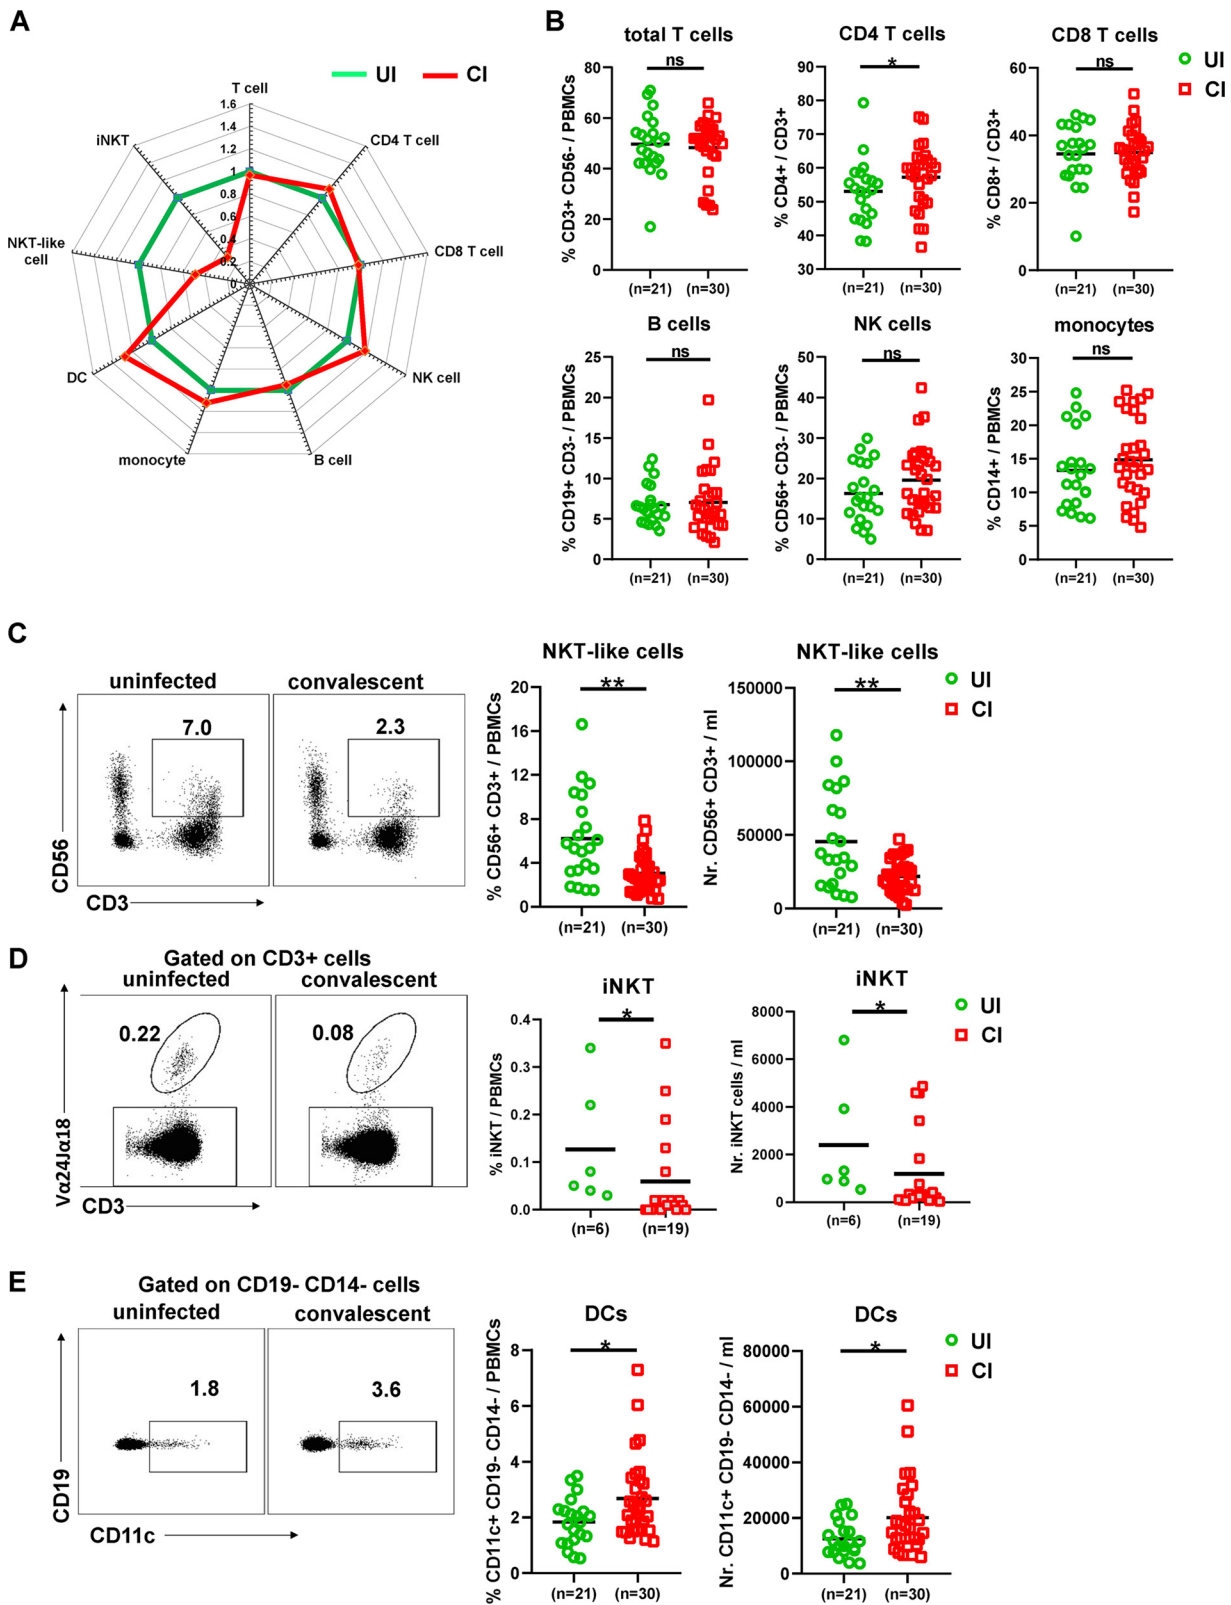 A
UI CI
T cell
CD4 T cell
CD8 T cell
NK cell
B cell
monocyte
DC
NKT-like
cell
iNKT
1.6
1.4
1.2
1
0.8
0.6
0.4
0.2
0
B
total T cells
ns
% CD3+ CD56- / PBMCs
80
60
40
20
0
(n=21) (n=30)
CD4 T cells
*
% CD4+ / CD3+
90
80
70
60
50
40
30
(n=21) (n=30)
CD8 T cells
ns
% CD8+ / CD3+
60
40
20
0
(n=21) (n=30)
UI
CI
B cells
ns
% CD19+ CD3- / PBMCs
25
20
15
10
5
0
(n=21) (n=30)
NK cells
ns
% CD56+ CD3- / PBMCs
50
40
30
20
10
0
(n=21) (n=30)
monocytes
ns
% CD14+ / PBMCs
30
25
20
15
10
5
0
(n=21) (n=30)
C
uninfected convalescent
7.0 2.3
CD56
CD3
NKT-like cells
**
% CD56+ CD3+ / PBMCs
20
16
12
8
4
0
(n=21) (n=30)
NKT-like cells
**
Nr. CD56+ CD3+ / ml
150000
100000
50000
0
(n=21) (n=30)
UI
CI
D
Gated on CD3+ cells
uninfected convalescent
0.22 0.08
Vα24Jα18
CD3
iNKT
*
% iNKT / PBMCs
0.4
0.3
0.2
0.1
0.0
(n=6) (n=19)
iNKT
*
Nr. iNKT cells / ml
8000
6000
4000
2000
0
(n=6) (n=19)
UI
CI
E
Gated on CD19- CD14- cells
uninfected convalescent
1.8 3.6
CD19
CD11c
DCs
*
% CD11c+ CD19- CD14- / PBMCs
8
6
4
2
0
(n=21) (n=30)
DCs
*
Nr. CD11c+ CD19- CD14- / ml
80000
60000
40000
20000
0
(n=21) (n=30)
UI
CI